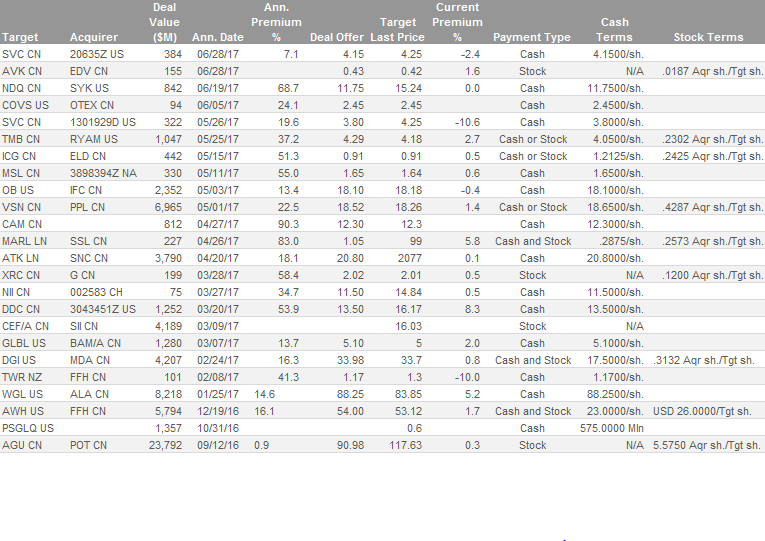 Deal Ann. Current
Value Premium Target Premium Cash
Target Acquirer ($M) Ann. Date % Deal Offer Last Price % Payment Type Terms Stock Terms
SVC CN 20635Z US 384 06/28/17 7.1 4.15 4.25 -2.4 Cash 4.1500/sh.
AVK CN EDV CN 155 06/28/17 0.43 0.42 1.6 Stock N/A .0187 Aqr sh./Tgt sh.
NDQ CN SYK US 842 06/19/17 68.7 11.75 15.24 0.0 Cash 11.7500/sh.
COVS US OTEX CN 94 06/05/17 24.1 2.45 2.45 Cash 2.4500/sh.
SVC CN 1301929D US 322 05/26/17 19.6 3.80 4.25 -10.6 Cash 3.8000/sh.
TMB CN RYAM US 1,047 05/25/17 37.2 4.29 4.18 2.7 Cash or Stock 4.0500/sh. .2302 Aqr sh./Tgt sh.
ICG CN ELD CN 442 05/15/17 51.3 0.91 0.91 0.5 Cash or Stock 1.2125/sh. .2425 Aqr sh./Tgt sh.
MSL CN 3898394Z NA 330 05/11/17 55.0 1.65 1.64 0.6 Cash 1.6500/sh.
OB US IFC CN 2,352 05/03/17 13.4 18.10 18.18 -0.4 Cash 18.1000/sh.
VSN CN PPL CN 6,965 05/01/17 22.5 18.52 18.26 1.4 Cash or Stock 18.6500/sh. .4287 Aqr sh./Tgt sh.
CAM CN 812 04/27/17 90.3 12.30 12.3 Cash 12.3000/sh.
MARL LN SSL CN 227 04/26/17 83.0 1.05 99 5.8 Cash and Stock .2875/sh. .2573 Aqr sh./Tgt sh.
ATK LN SNC CN 3,790 04/20/17 18.1 20.80 2077 0.1 Cash 20.8000/sh.
XRC CN G CN 199 03/28/17 58.4 2.02 2.01 0.5 Stock N/A .1200 Aqr sh./Tgt sh.
NII CN 002583 CH 75 03/27/17 34.7 11.50 14.84 0.5 Cash 11.5000/sh.
DDC CN 3043451Z US 1,252 03/20/17 53.9 13.50 16.17 8.3 Cash 13.5000/sh.
CEF/A CN SII CN 4,189 03/09/17 16.03 Stock N/A
GLBL US BAM/A CN 1,280 03/07/17 13.7 5.10 5 2.0 Cash 5.1000/sh.
DGI US MDA CN 4,207 02/24/17 16.3 33.98 33.7 0.8 Cash and Stock 17.5000/sh. .3132 Aqr sh./Tgt sh.
TWR NZ FFH CN 101 02/08/17 41.3 1.17 1.3 -10.0 Cash 1.1700/sh.
WGL US ALA CN 8,218 01/25/17 14.6 88.25 83.85 5.2 Cash 88.2500/sh.
AWH US FFH CN 5,794 12/19/16 16.1 54.00 53.12 1.7 Cash and Stock 23.0000/sh. USD 26.0000/Tgt sh.
PSGLQ US 1,357 10/31/16 0.6 Cash 575.0000 Mln
AGU CN POT CN 23,792 09/12/16 0.9 90.98 117.63 0.3 Stock N/A 5.5750 Aqr sh./Tgt sh.